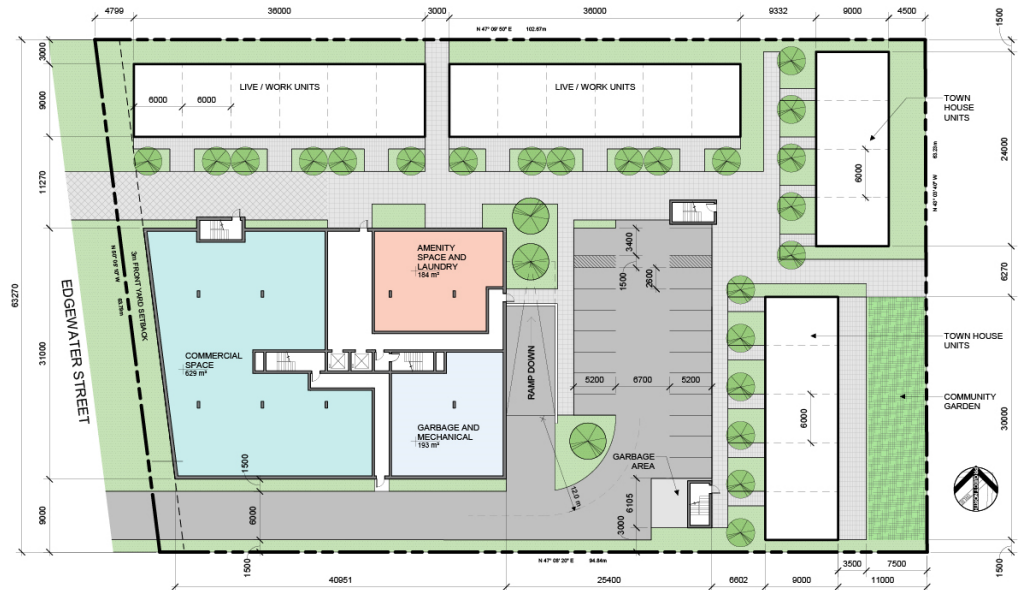 4799
36000
3000
36000
9332
9000
4500
1500
N 47° 06' 50" E 102.67m
3000
9000
11270
63270
31000
9000
LIVE / WORK UNITS
6000
6000
LIVE / WORK UNITS
TOWN
HOUSE
UNITS
6000
24000
6270
30000
1500
3m FRONT YARD SETBACK
EDGEWATER STREET
AMENITY
SPACE AND
LAUNDRY
184 m²
COMMERCIAL
SPACE
629 m²
GARBAGE AND
MECHANICAL
193 m²
RAMP DOWN
3400
1500
2600
5200
6700
5200
TOWN HOUSE
UNITS
6000
COMMUNITY
GARDEN
GARBAGE
AREA
12.0 m
6105
3000
1500
6000
1500
40951
25400
6602
9000
3500
7500
11000